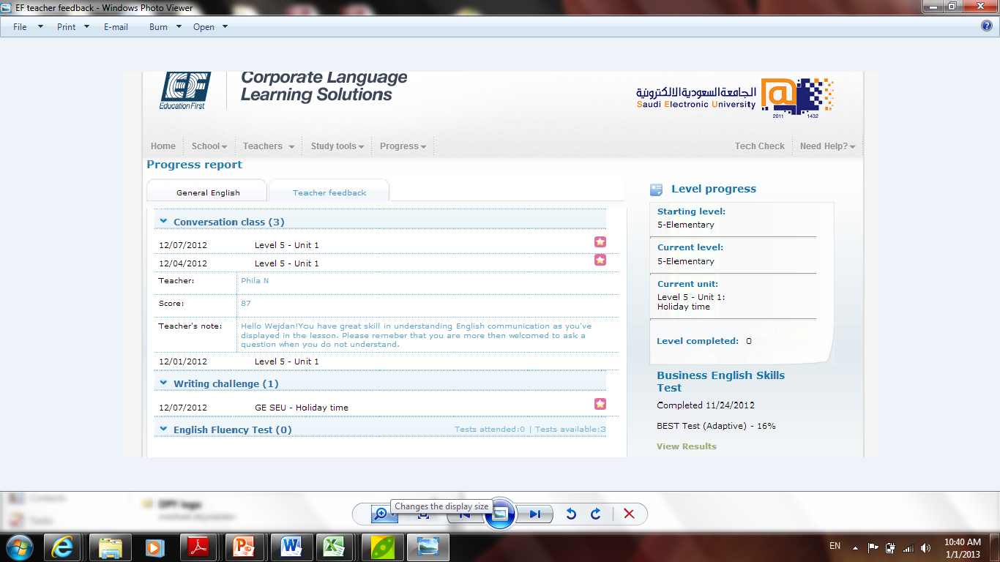 EF teacher feedback - Windows Photo Viewer
File Print E-mail Burn Open
EF
Education First
Corporate Language
Learning Solutions
الجامعة السعودية الالكترونية
Saudi Electronic University
2011 1432
Home School Teachers Study tools Progress Tech Check Need Help?
Progress report
General English Teacher feedback
Conversation class (3)
12/07/2012 Level 5 - Unit 1
12/04/2012 Level 5 - Unit 1
Teacher: Phila N
Score: 87
Teacher's note: Hello Wejdan!You have great skill in understanding English communication as you've
displayed in the lesson. Please remeber that you are more then welcomed to ask a
question when you do not understand.
12/01/2012 Level 5 - Unit 1
Writing challenge (1)
12/07/2012 GE SEU - Holiday time
English Fluency Test (0) Tests attended:0 | Tests available:3
Level progress
Starting level:
5-Elementary
Current level:
5-Elementary
Current unit:
Level 5 - Unit 1:
Holiday time
Level completed: 0
Business English Skills
Test
Completed 11/24/2012
BEST Test (Adaptive) - 16%
View Results
Contacts
Tasks
Changes the display size
EN
10:40 AM
1/1/2013